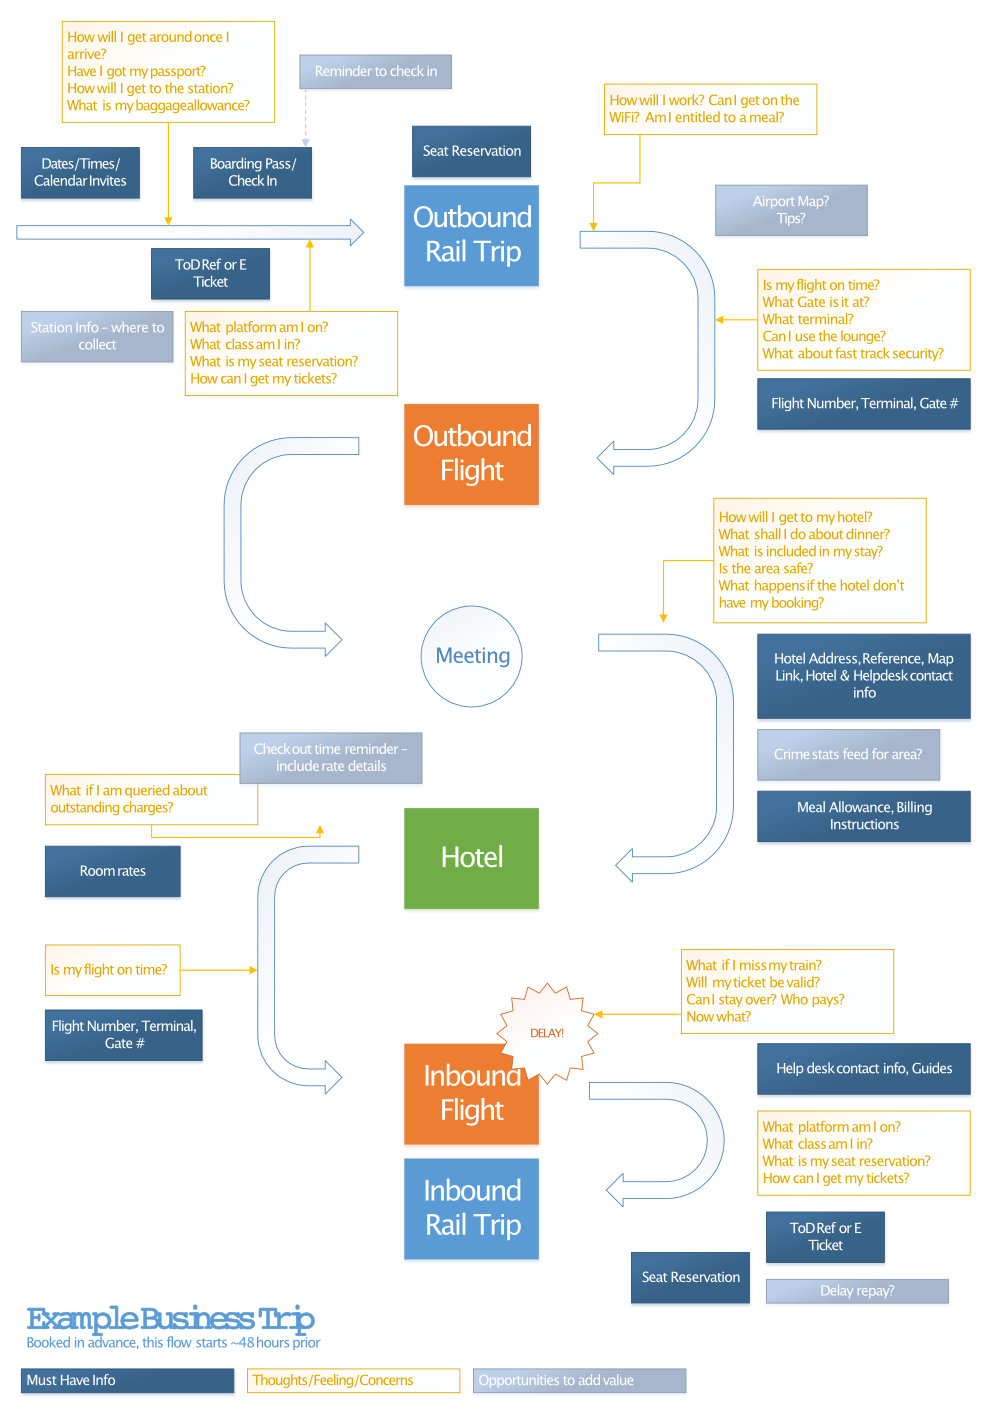 How will I get around once I
arrive?
Have I got my passport?
How will I get to the station?
What is my baggageallowance?
Reminder to check in
How will I work? Can I get on the
WiFi? Am I entitled to a meal?
Dates/Times/
Calendar Invites
Boarding Pass/
Check In
Seat Reservation
Outbound
Rail Trip
Airport Map?
Tips?
ToD Ref or E
Ticket
Station Info – where to
collect
What platform am I on?
What class am I in?
What is my seat reservation?
How can I get my tickets?
Is my flight on time?
What Gate is it at?
What terminal?
Can I use the lounge?
What about fast track security?
Flight Number, Terminal, Gate #
Outbound
Flight
How will I get to my hotel?
What shall I do about dinner?
What is included in my stay?
Is the area safe?
What happens if the hotel don't
have my booking?
Meeting
Hotel Address, Reference, Map
Link, Hotel & Helpdesk contact
info
Crime stats feed for area?
Meal Allowance, Billing
Instructions
Check out time reminder –
include rate details
What if I am queried about
outstanding charges?
Room rates
Hotel
Is my flight on time?
Flight Number, Terminal,
Gate #
What if I miss my train?
Will my ticket be valid?
Can I stay over? Who pays?
Now what?
DELAY!
Inbound
Flight
Help desk contact info, Guides
What platform am I on?
What class am I in?
What is my seat reservation?
How can I get my tickets?
Inbound
Rail Trip
ToD Ref or E
Ticket
Seat Reservation
Delay repay?
Example Business Trip
Booked in advance, this flow starts ~48 hours prior
Must Have Info
Thoughts/Feeling/Concerns
Opportunities to add value